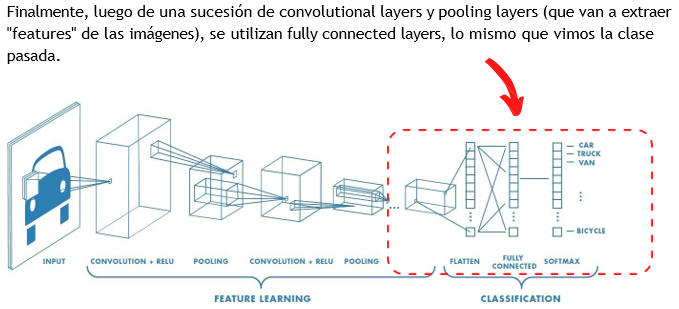 Finalmente, luego de una sucesión de convolutional layers y pooling layers (que van a extraer
"features" de las imágenes), se utilizan fully connected layers, lo mismo que vimos la clase
pasada.
CAR
TRUCK
VAN
BICYCLE
INPUT
CONVOLUTION + RELU
POOLING
CONVOLUTION + RELU
POOLING
FLATTEN
FULLY
CONNECTED
SOFTMAX
FEATURE LEARNING
CLASSIFICATION